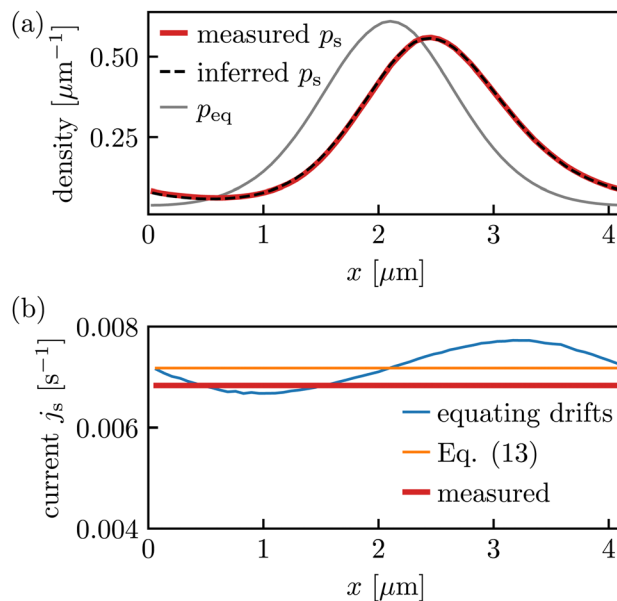 (a)
density [μm⁻¹]
0.50
0.25
measured pₛ
inferred pₛ
p_eq
0 1 2 3 4
x [μm]
(b)
current jₛ [s⁻¹]
0.008
0.006
0.004
equating drifts
Eq. (13)
measured
0 1 2 3 4
x [μm]